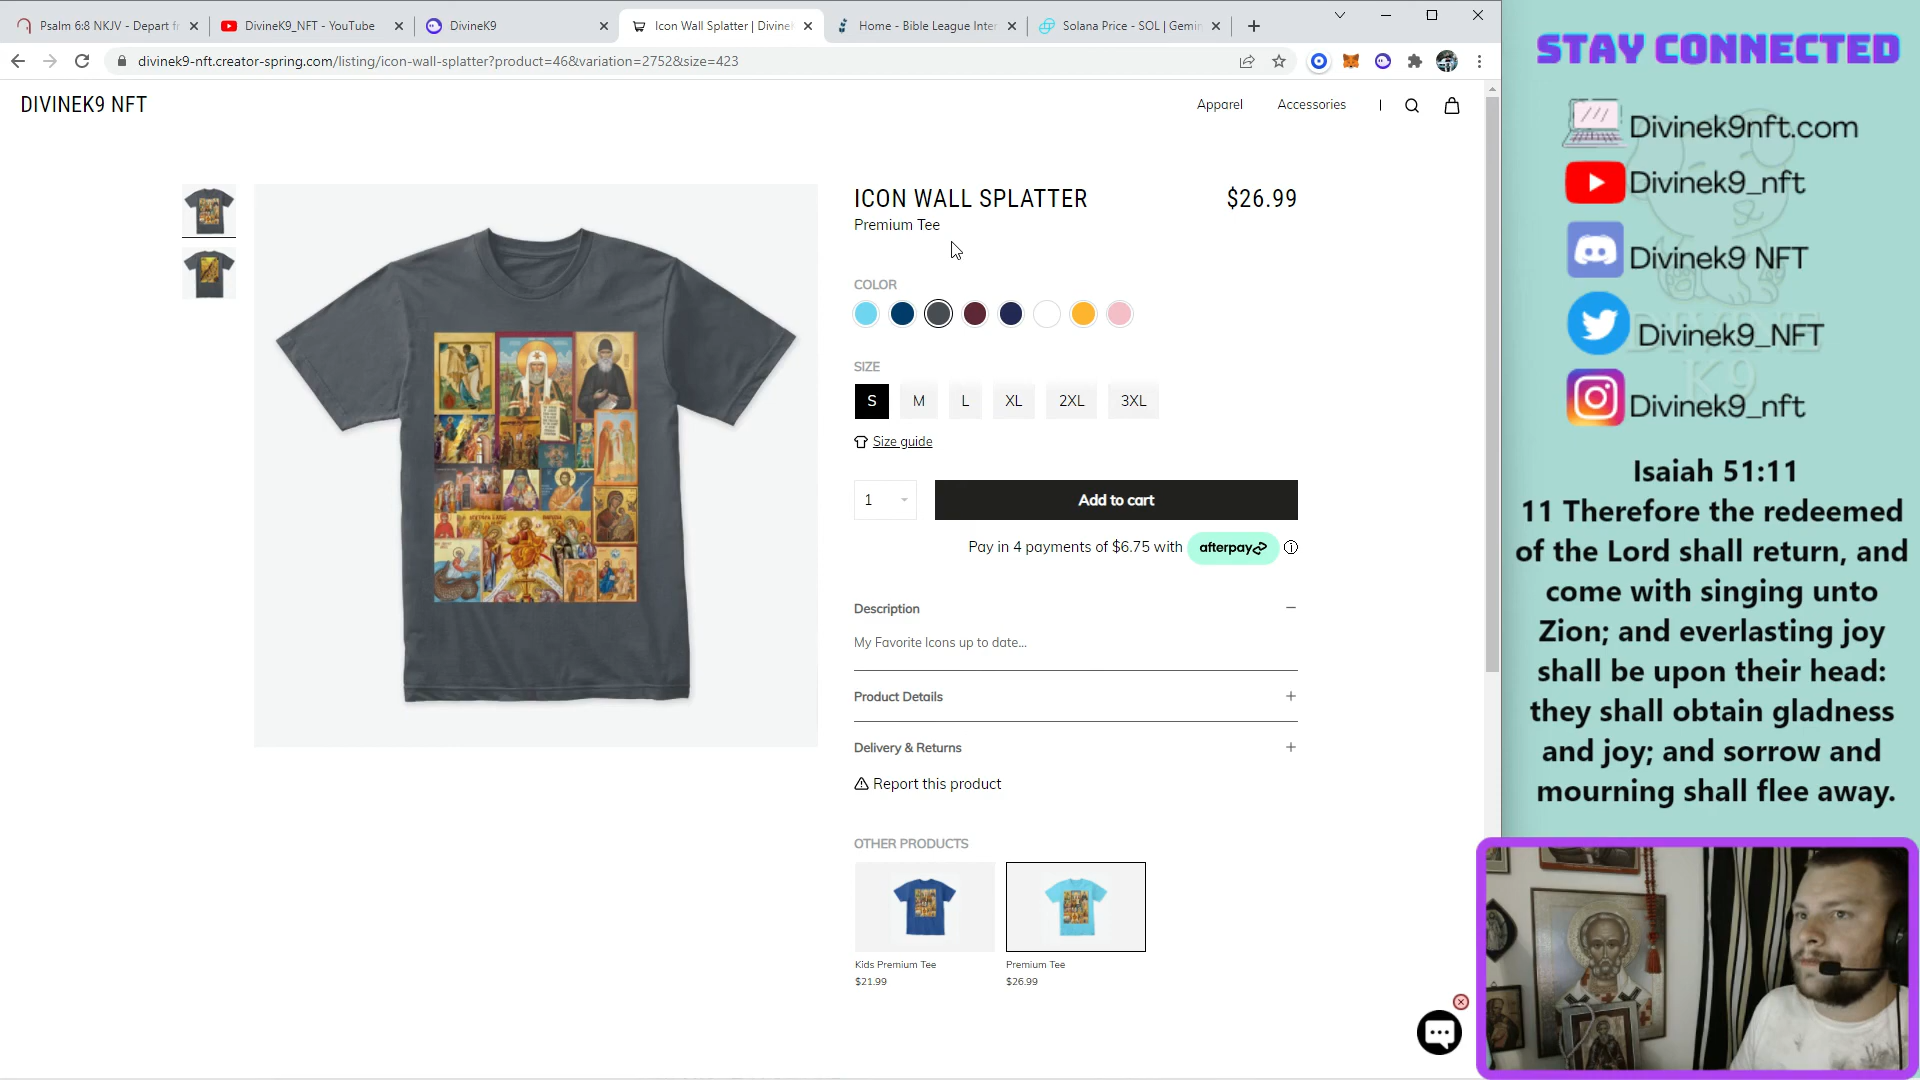 Psalm 6:8 NKJV - Depart fr
DivineK9_NFT - YouTube
DivineK9
Icon Wall Splatter | Divine
Home - Bible League Inter
Solana Price - SOL | Gemin
divinek9-nft.creator-spring.com/listing/icon-wall-splatter?product=46&variation=2752&size=423
DIVINEK9 NFT
Apparel
Accessories
ICON WALL SPLATTER
$26.99
Premium Tee
COLOR
SIZE
S
M
L
XL
2XL
3XL
Size guide
1
Add to cart
Pay in 4 payments of $6.75 with afterpay
Description
My Favorite Icons up to date...
Product Details
Delivery & Returns
Report this product
OTHER PRODUCTS
Kids Premium Tee
$21.99
Premium Tee
$26.99
STAY CONNECTED
Divinek9nft.com
Divinek9_nft
Divinek9 NFT
Divinek9_NFT
Divinek9_nft
DIVINE
K9
Isaiah 51:11
11 Therefore the redeemed
of the Lord shall return, and
come with singing unto
Zion; and everlasting joy
shall be upon their head:
they shall obtain gladness
and joy; and sorrow and
mourning shall flee away.